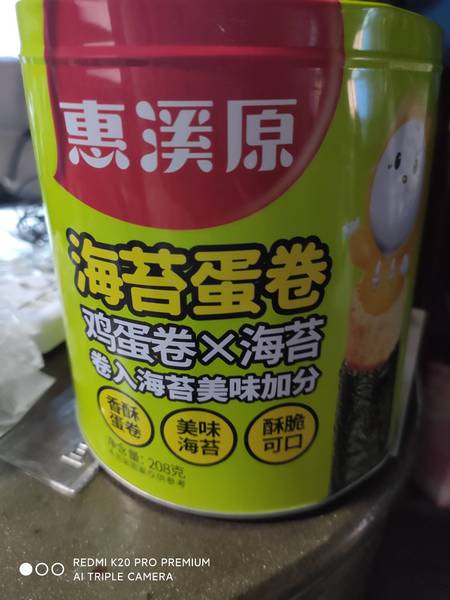 惠溪原
海苔蛋卷
鸡蛋卷×海苔
卷入海苔美味加分
香酥
蛋卷
美味
海苔
酥脆
可口
净含量:208克
REDMI K20 PRO PREMIUM
AI TRIPLE CAMERA